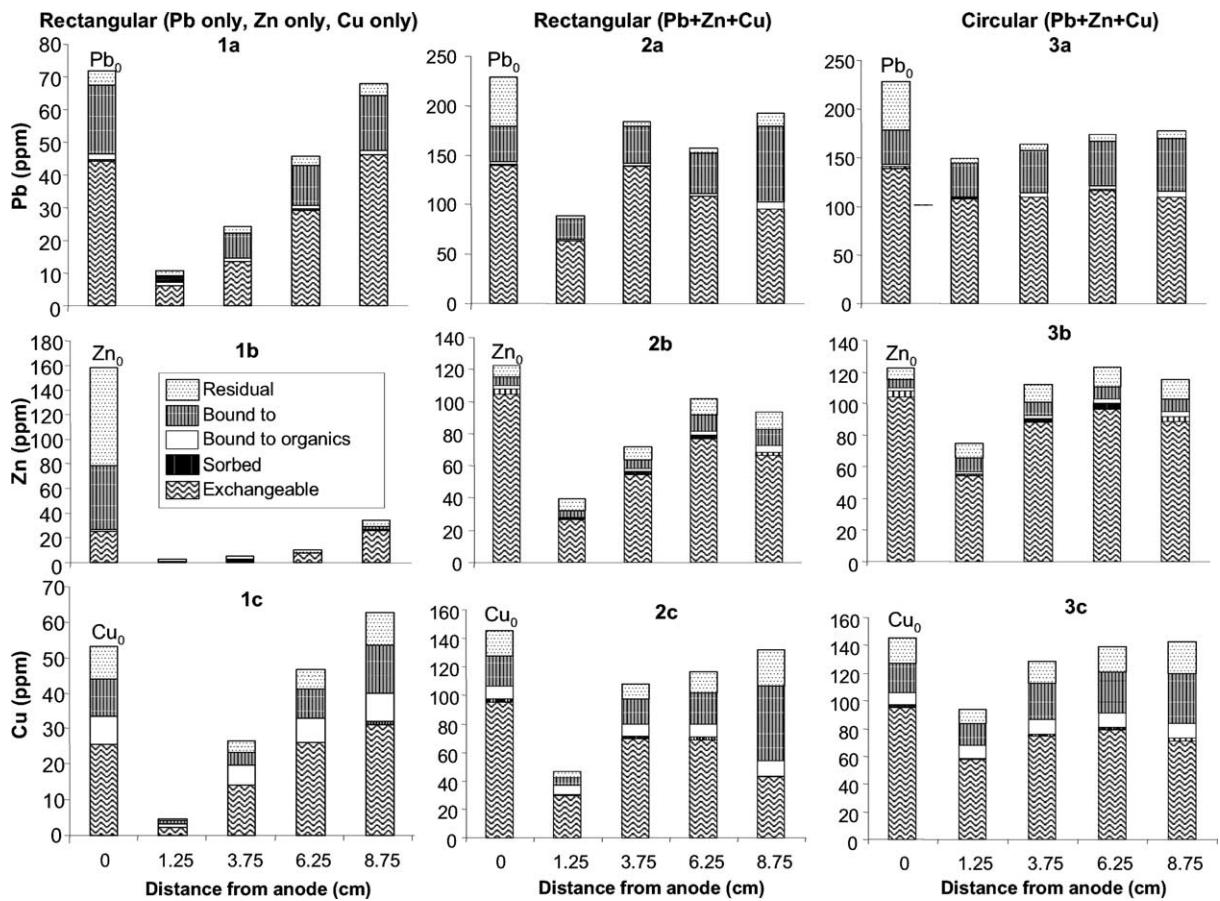 Rectangular (Pb only, Zn only, Cu only)
Rectangular (Pb+Zn+Cu)
Circular (Pb+Zn+Cu)
1a
Pb (ppm)
80
70
60
50
40
30
20
10
0
Pb0
2a
250
200
150
100
50
0
3a
Pb0
250
200
150
100
50
0
1b
Zn (ppm)
180
160
140
120
100
80
60
40
20
0
Zn0
Residual
Bound to
Bound to organics
Sorbed
Exchangeable
2b
140
120
100
80
60
40
20
0
Zn0
3b
140
120
100
80
60
40
20
0
Zn0
1c
Cu (ppm)
70
60
50
40
30
20
10
0
Cu0
0 1.25 3.75 6.25 8.75
Distance from anode (cm)
2c
160
140
120
100
80
60
40
20
0
Cu0
0 1.25 3.75 6.25 8.75
Distance from anode (cm)
3c
160
140
120
100
80
60
40
20
0
Cu0
0 1.25 3.75 6.25 8.75
Distance from anode (cm)